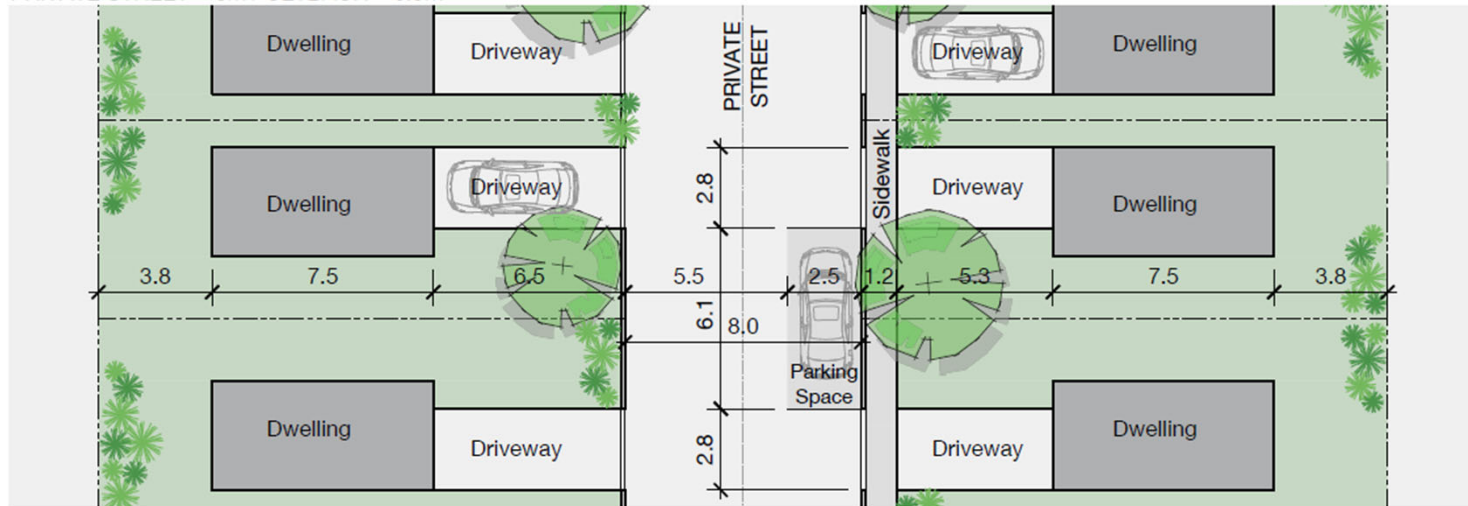 Dwelling
Driveway
PRIVATE
STREET
Driveway
Dwelling
Dwelling
Driveway
2.8
Sidewalk
Driveway
Dwelling
3.8
7.5
6.5
5.5
2.5
1.2
5.3
7.5
3.8
6.1
8.0
Parking
Space
Dwelling
Driveway
2.8
Driveway
Dwelling